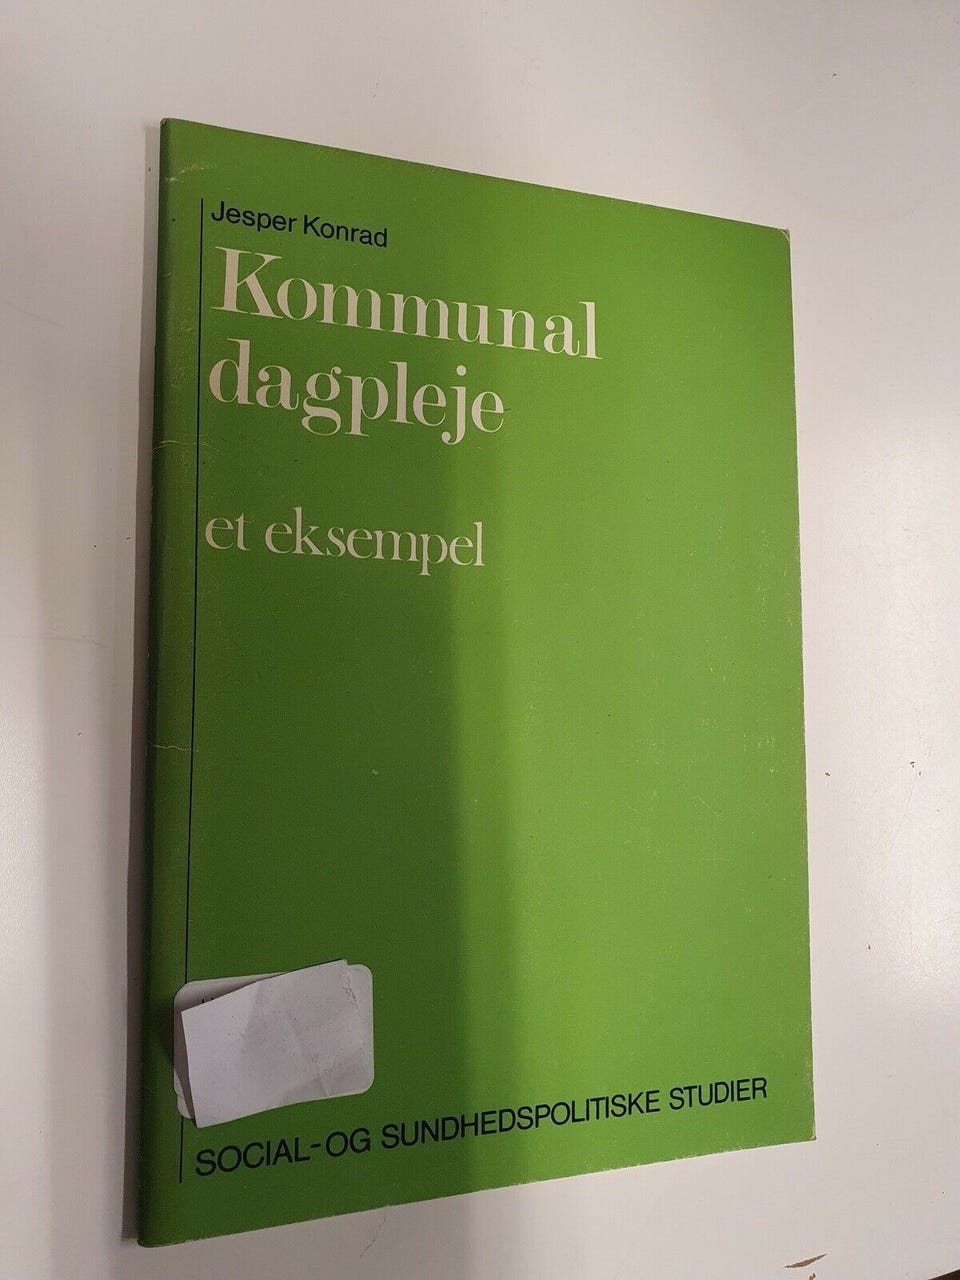 Jesper Konrad
Kommunal
dagpleje
et eksempel
SOCIAL-OG SUNDHEDSPOLITISKE STUDIER